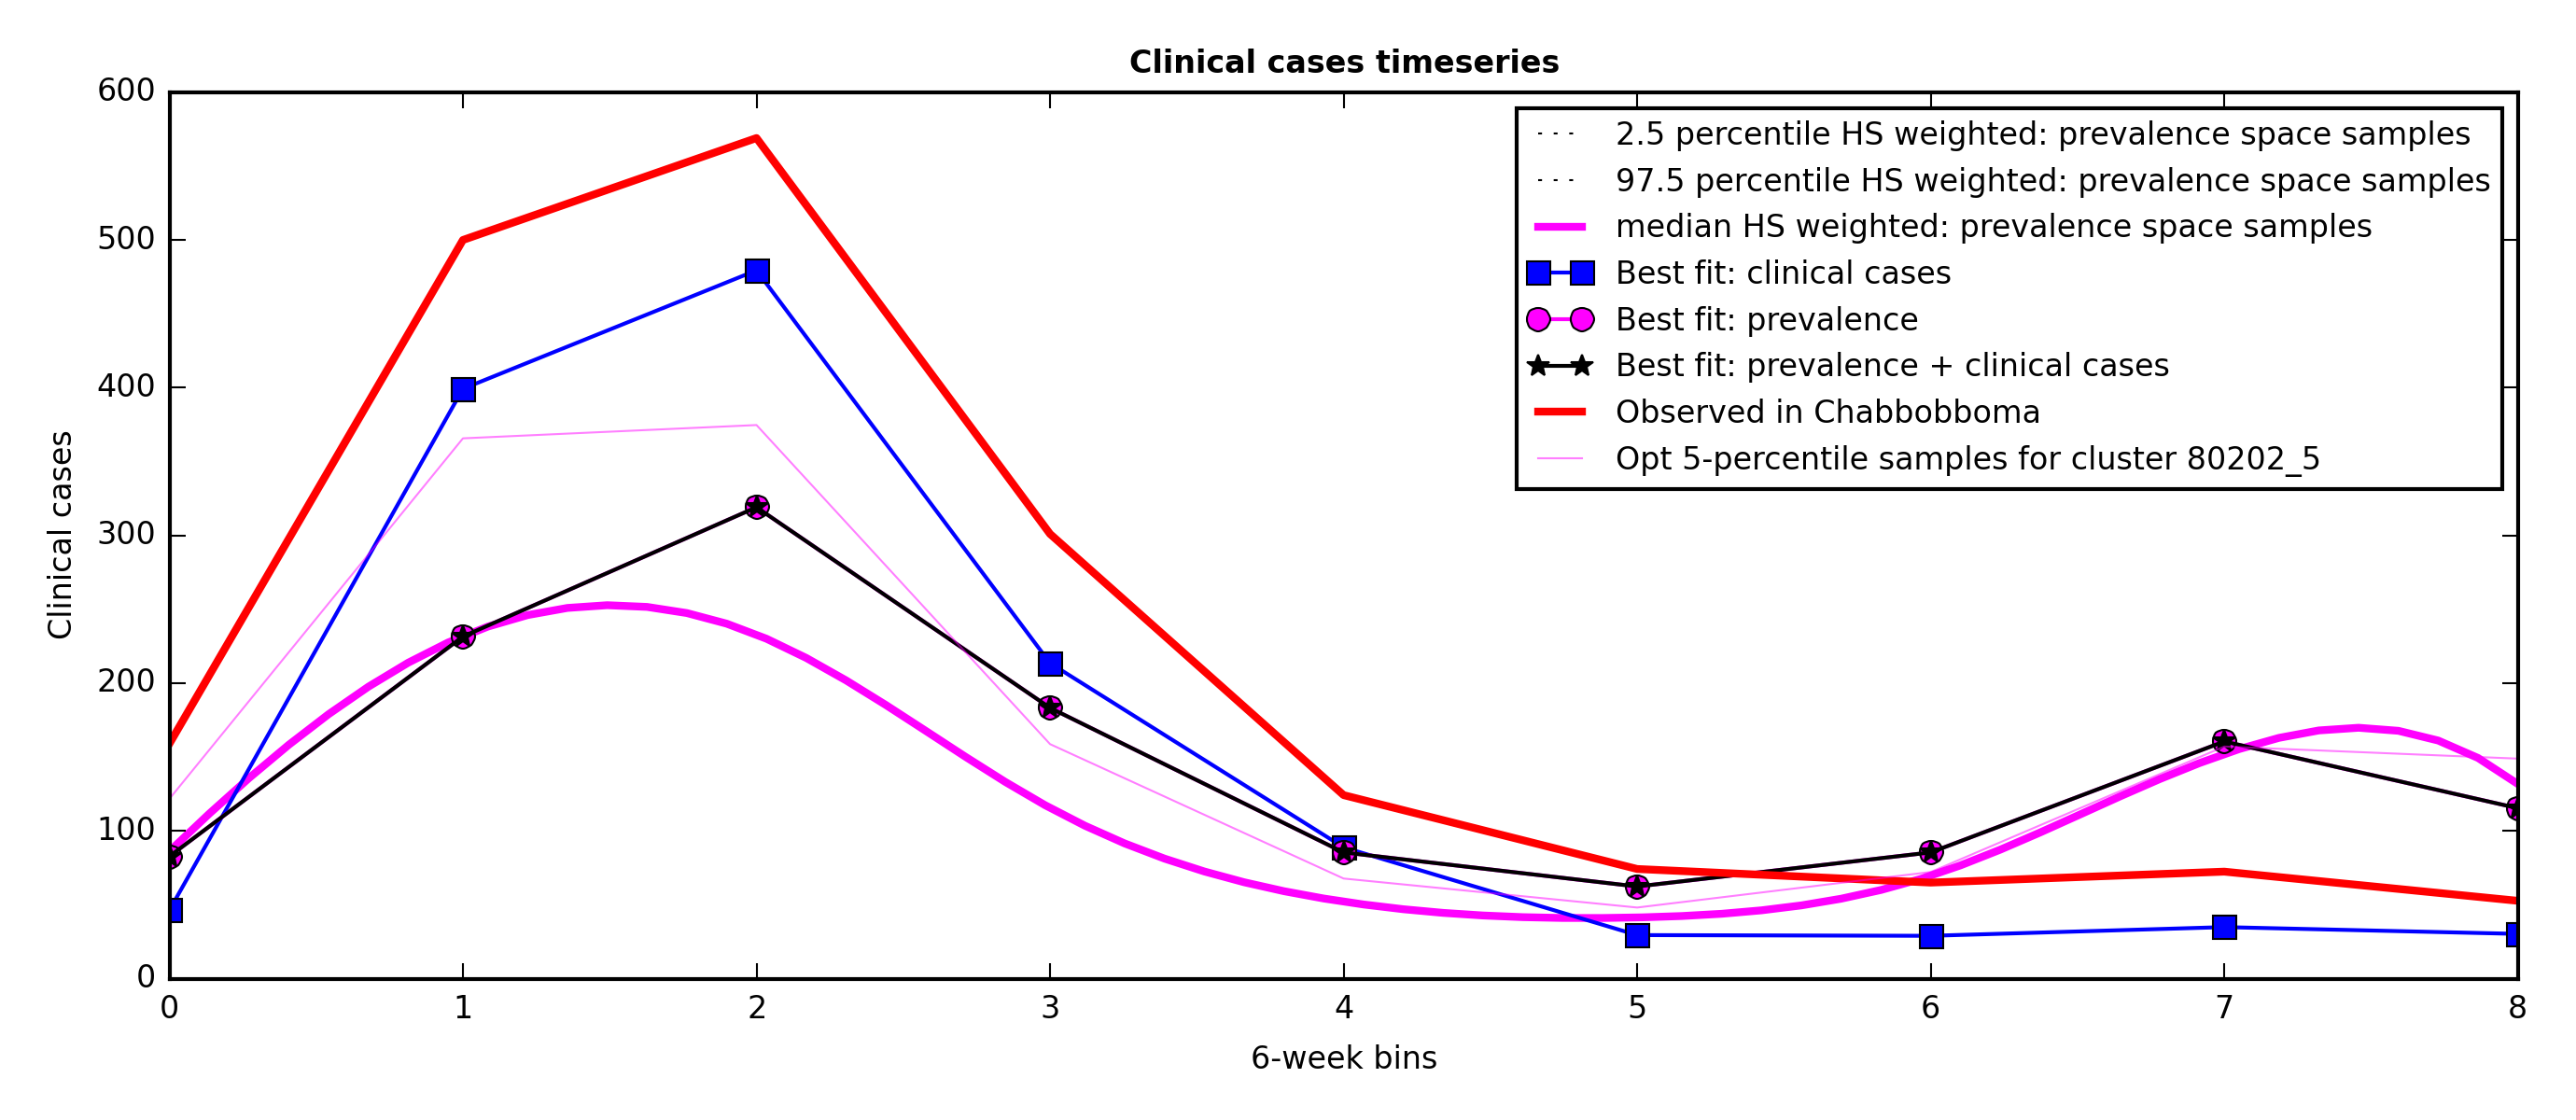 Clinical cases timeseries
600
500
400
300
200
100
0
Clinical cases
0 1 2 3 4 5 6 7 8
6-week bins
2.5 percentile HS weighted: prevalence space samples
97.5 percentile HS weighted: prevalence space samples
median HS weighted: prevalence space samples
Best fit: clinical cases
Best fit: prevalence
Best fit: prevalence + clinical cases
Observed in Chabbobboma
Opt 5-percentile samples for cluster 80202_5